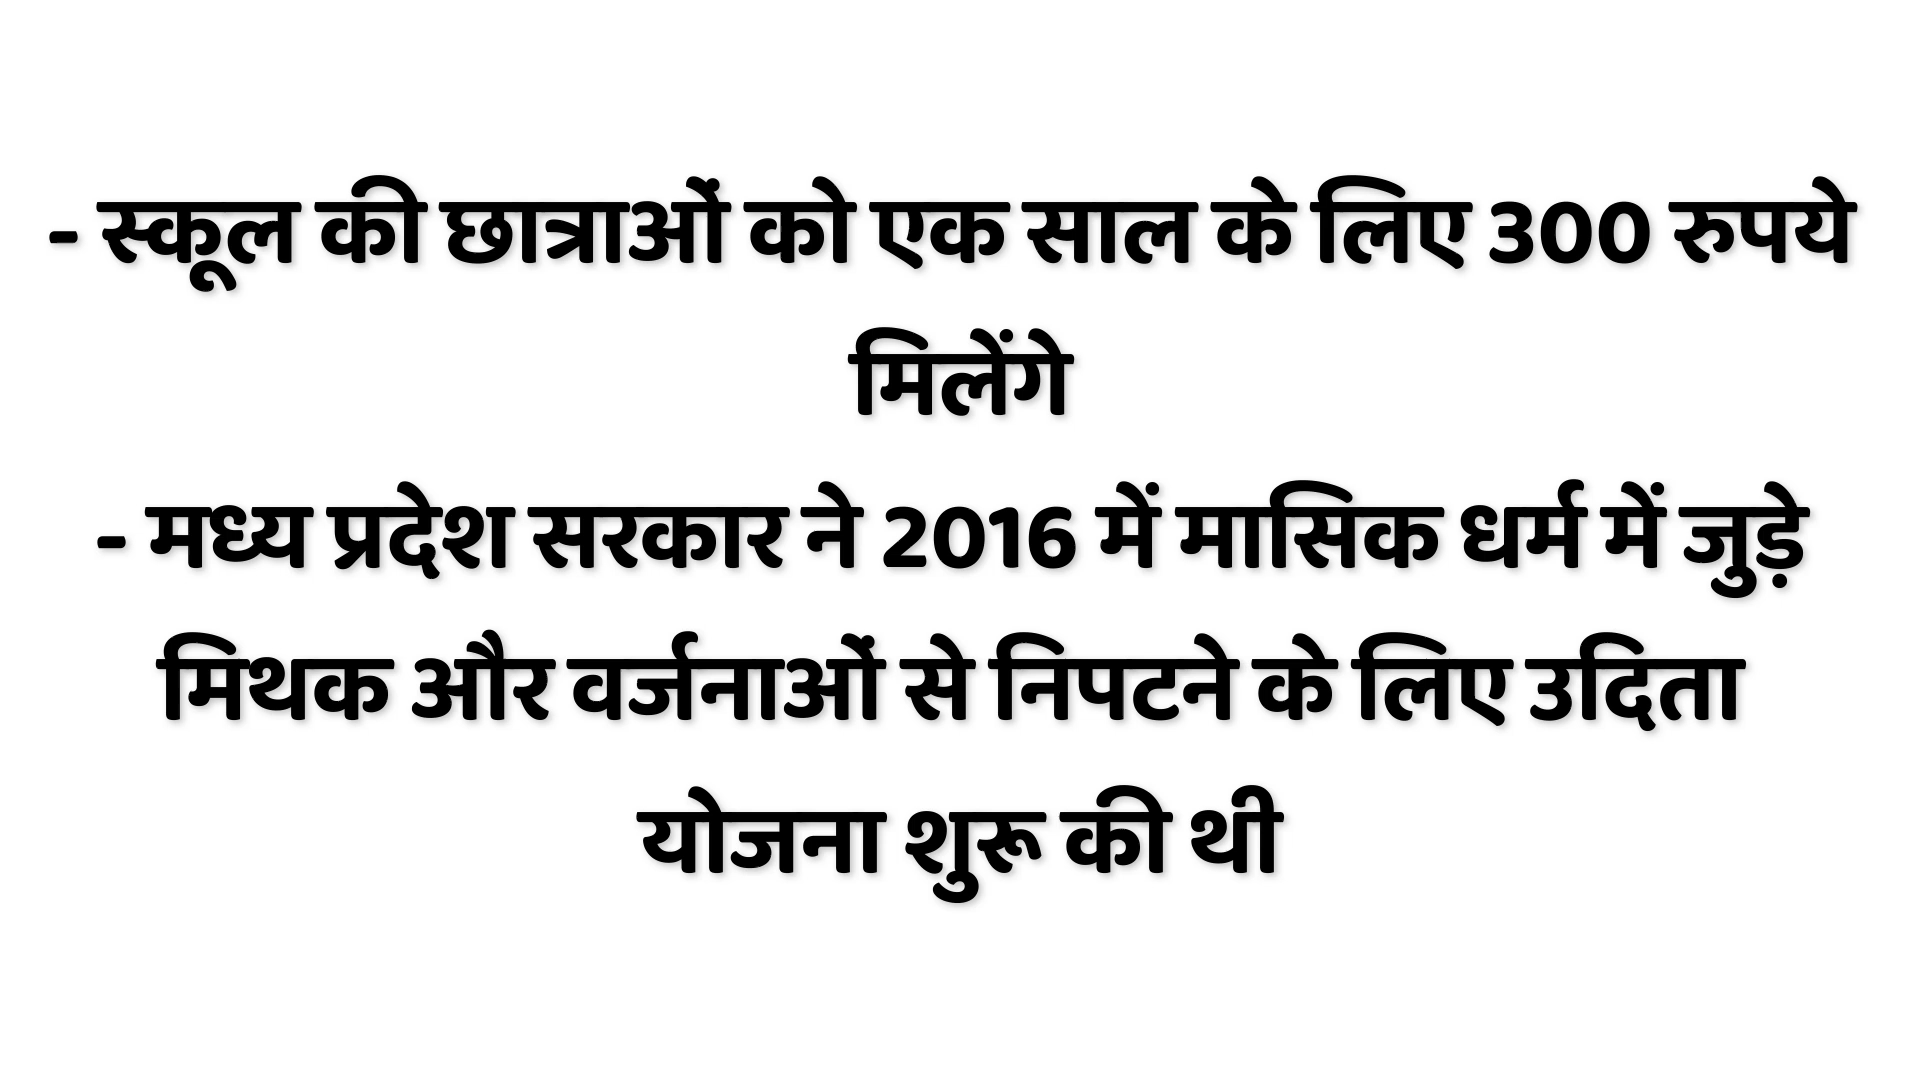 - स्कूल की छात्राओं को एक साल के लिए 300 रुपये
मिलेंगे
- मध्य प्रदेश सरकार ने 2016 में मासिक धर्म में जुड़े
मिथक और वर्जनाओं से निपटने के लिए उदिता
योजना शुरू की थी